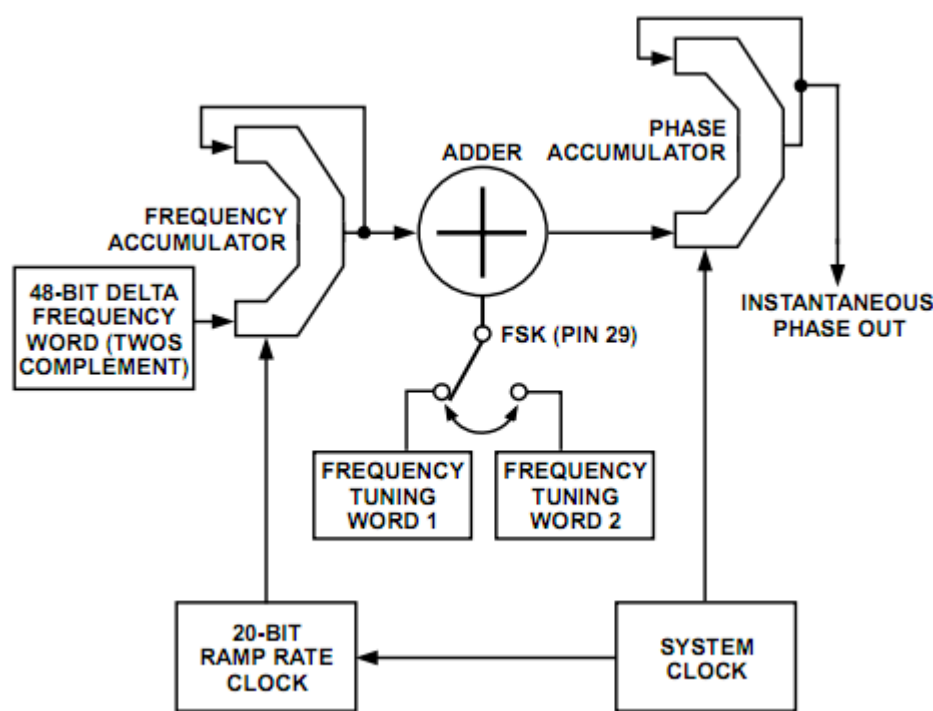 PHASE
ACCUMULATOR
ADDER
FREQUENCY
ACCUMULATOR
48-BIT DELTA
FREQUENCY
WORD (TWOS
COMPLEMENT)
INSTANTANEOUS
PHASE OUT
FSK (PIN 29)
FREQUENCY
TUNING
WORD 1
FREQUENCY
TUNING
WORD 2
20-BIT
RAMP RATE
CLOCK
SYSTEM
CLOCK